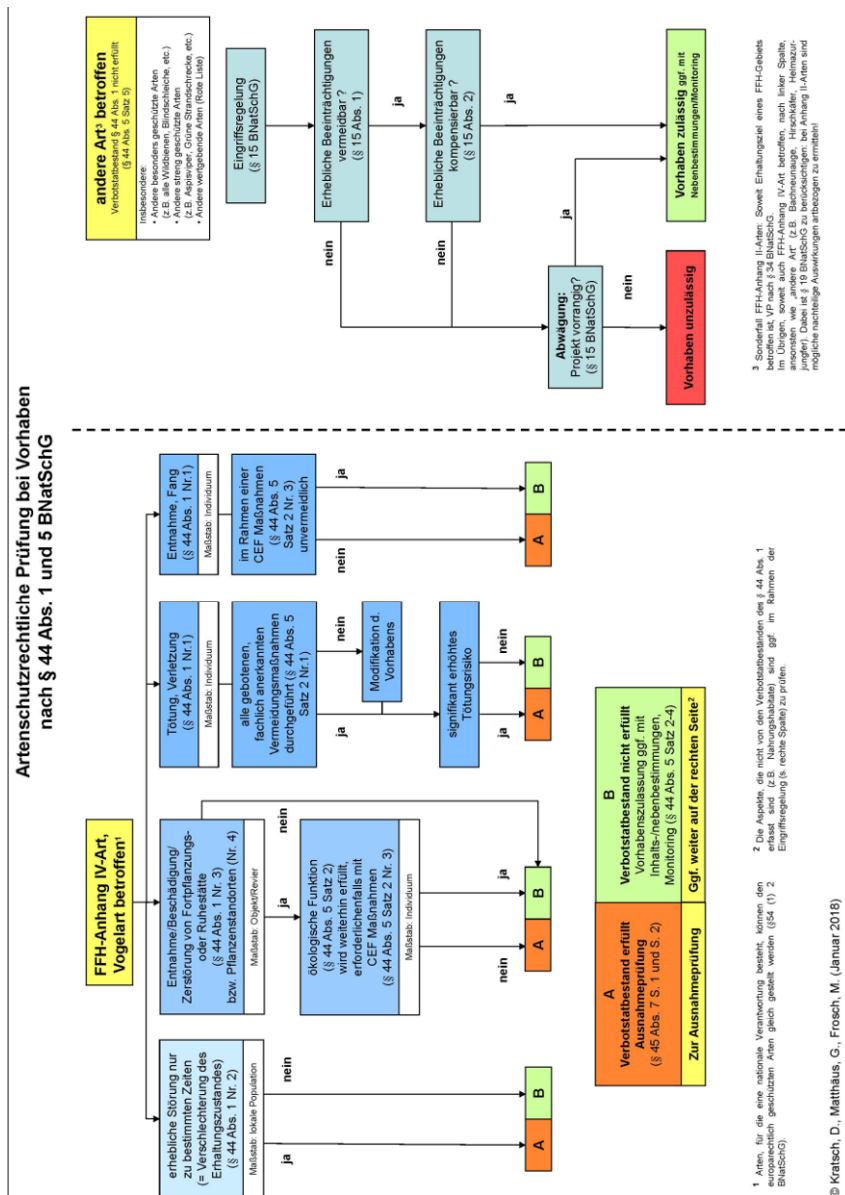 Artenschutzrechtliche Prüfung bei Vorhaben
nach § 44 Abs. 1 und 5 BNatSchG
FFH-Anhang IV-Art,
Vogelart betroffen¹
erhebliche Störung nur
zu bestimmten Zeiten
(= Verschlechterung des
Erhaltungszustandes)
(§ 44 Abs. 1 Nr. 2)
Maßstab: lokale Population
ja
nein
A
B
Entnahme/Beschädigung/
Zerstörung von Fortpflanzungs-
oder Ruhestätte
(§ 44 Abs. 1 Nr. 3)
bzw. Pflanzenstandorten (Nr. 4)
Maßstab: Objekt/Revier
ja
nein
ökologische Funktion
(§ 44 Abs. 5 Satz 2)
wird weiterhin erfüllt,
erforderlichenfalls mit
CEF Maßnahmen
(§ 44 Abs. 5 Satz 2 Nr. 3)
Maßstab: Individuum
nein
ja
A
B
Tötung, Verletzung
(§ 44 Abs. 1 Nr.1)
Maßstab: Individuum
alle gebotenen,
fachlich anerkannten
Vermeidungsmaßnahmen
durchgeführt (§ 44 Abs. 5
Satz 2 Nr.1)
ja
nein
Modifikation d.
Vorhabens
signifikant erhöhtes
Tötungsrisiko
ja
nein
A
B
Entnahme, Fang
(§ 44 Abs. 1 Nr.1)
Maßstab: Individuum
im Rahmen einer
CEF Maßnahmen
(§ 44 Abs. 5
Satz 2 Nr. 3)
unvermeidlich
nein
ja
A
B
A
Verbotstatbestand erfüllt
Ausnahmeprüfung
(§ 45 Abs. 7 S. 1 und S. 2)
Zur Ausnahmeprüfung
B
Verbotstatbestand nicht erfüllt
Vorhabenszulassung ggf. mit
Inhalts-/nebenbestimmungen,
Monitoring (§ 44 Abs. 5 Satz 2-4)
Ggf. weiter auf der rechten Seite²
¹ Arten, für die eine nationale Verantwortung besteht, können den
europarechtlich geschützten Arten gleich gestellt werden (§54 (1) 2
BNatSchG).
² Die Aspekte, die nicht von den Verbotstatbeständen des § 44 Abs. 1
erfasst sind (z.B. Nahrungshabitate) sind ggf. im Rahmen der
Eingriffsregelung (s. rechte Spalte) zu prüfen.
© Kratsch, D., Matthäus, G., Frosch, M. (Januar 2018)
andere Art³ betroffen
Verbotstatbestand § 44 Abs. 1 nicht erfüllt
(§ 44 Abs. 5 Satz 5)
Insbesondere:
• Andere besonders geschützte Arten
(z.B. alle Wildbienen, Blindschleiche, etc.)
• Andere streng geschützte Arten
(z.B. Aspisviper, Grüne Strandschrecke, etc.)
• Andere wertgebende Arten (Rote Liste)
Eingriffsregelung
(§ 15 BNatSchG)
Erhebliche Beeinträchtigungen
vermeidbar ?
(§ 15 Abs. 1)
nein
ja
Erhebliche Beeinträchtigungen
kompensierbar ?
(§ 15 Abs. 2)
nein
ja
Abwägung:
Projekt vorrangig?
(§ 15 BNatSchG)
ja
nein
Vorhaben unzulässig
Vorhaben zulässig ggf. mit
Nebenbestimmungen/Monitoring
³ Sonderfall FFH-Anhang II-Arten: Soweit Erhaltungsziel eines FFH-Gebiets
betroffen ist, VP nach § 34 BNatSchG.
Im Übrigen, soweit auch FFH-Anhang IV-Art betroffen, nach linker Spalte,
ansonsten wie „andere Art“ (z.B. Bachneunauge, Hirschkäfer, Helmazur-
jungfer). Dabei ist § 19 BNatSchG zu berücksichtigen: bei Anhang II-Arten sind
mögliche nachteilige Auswirkungen artbezogen zu ermitteln!